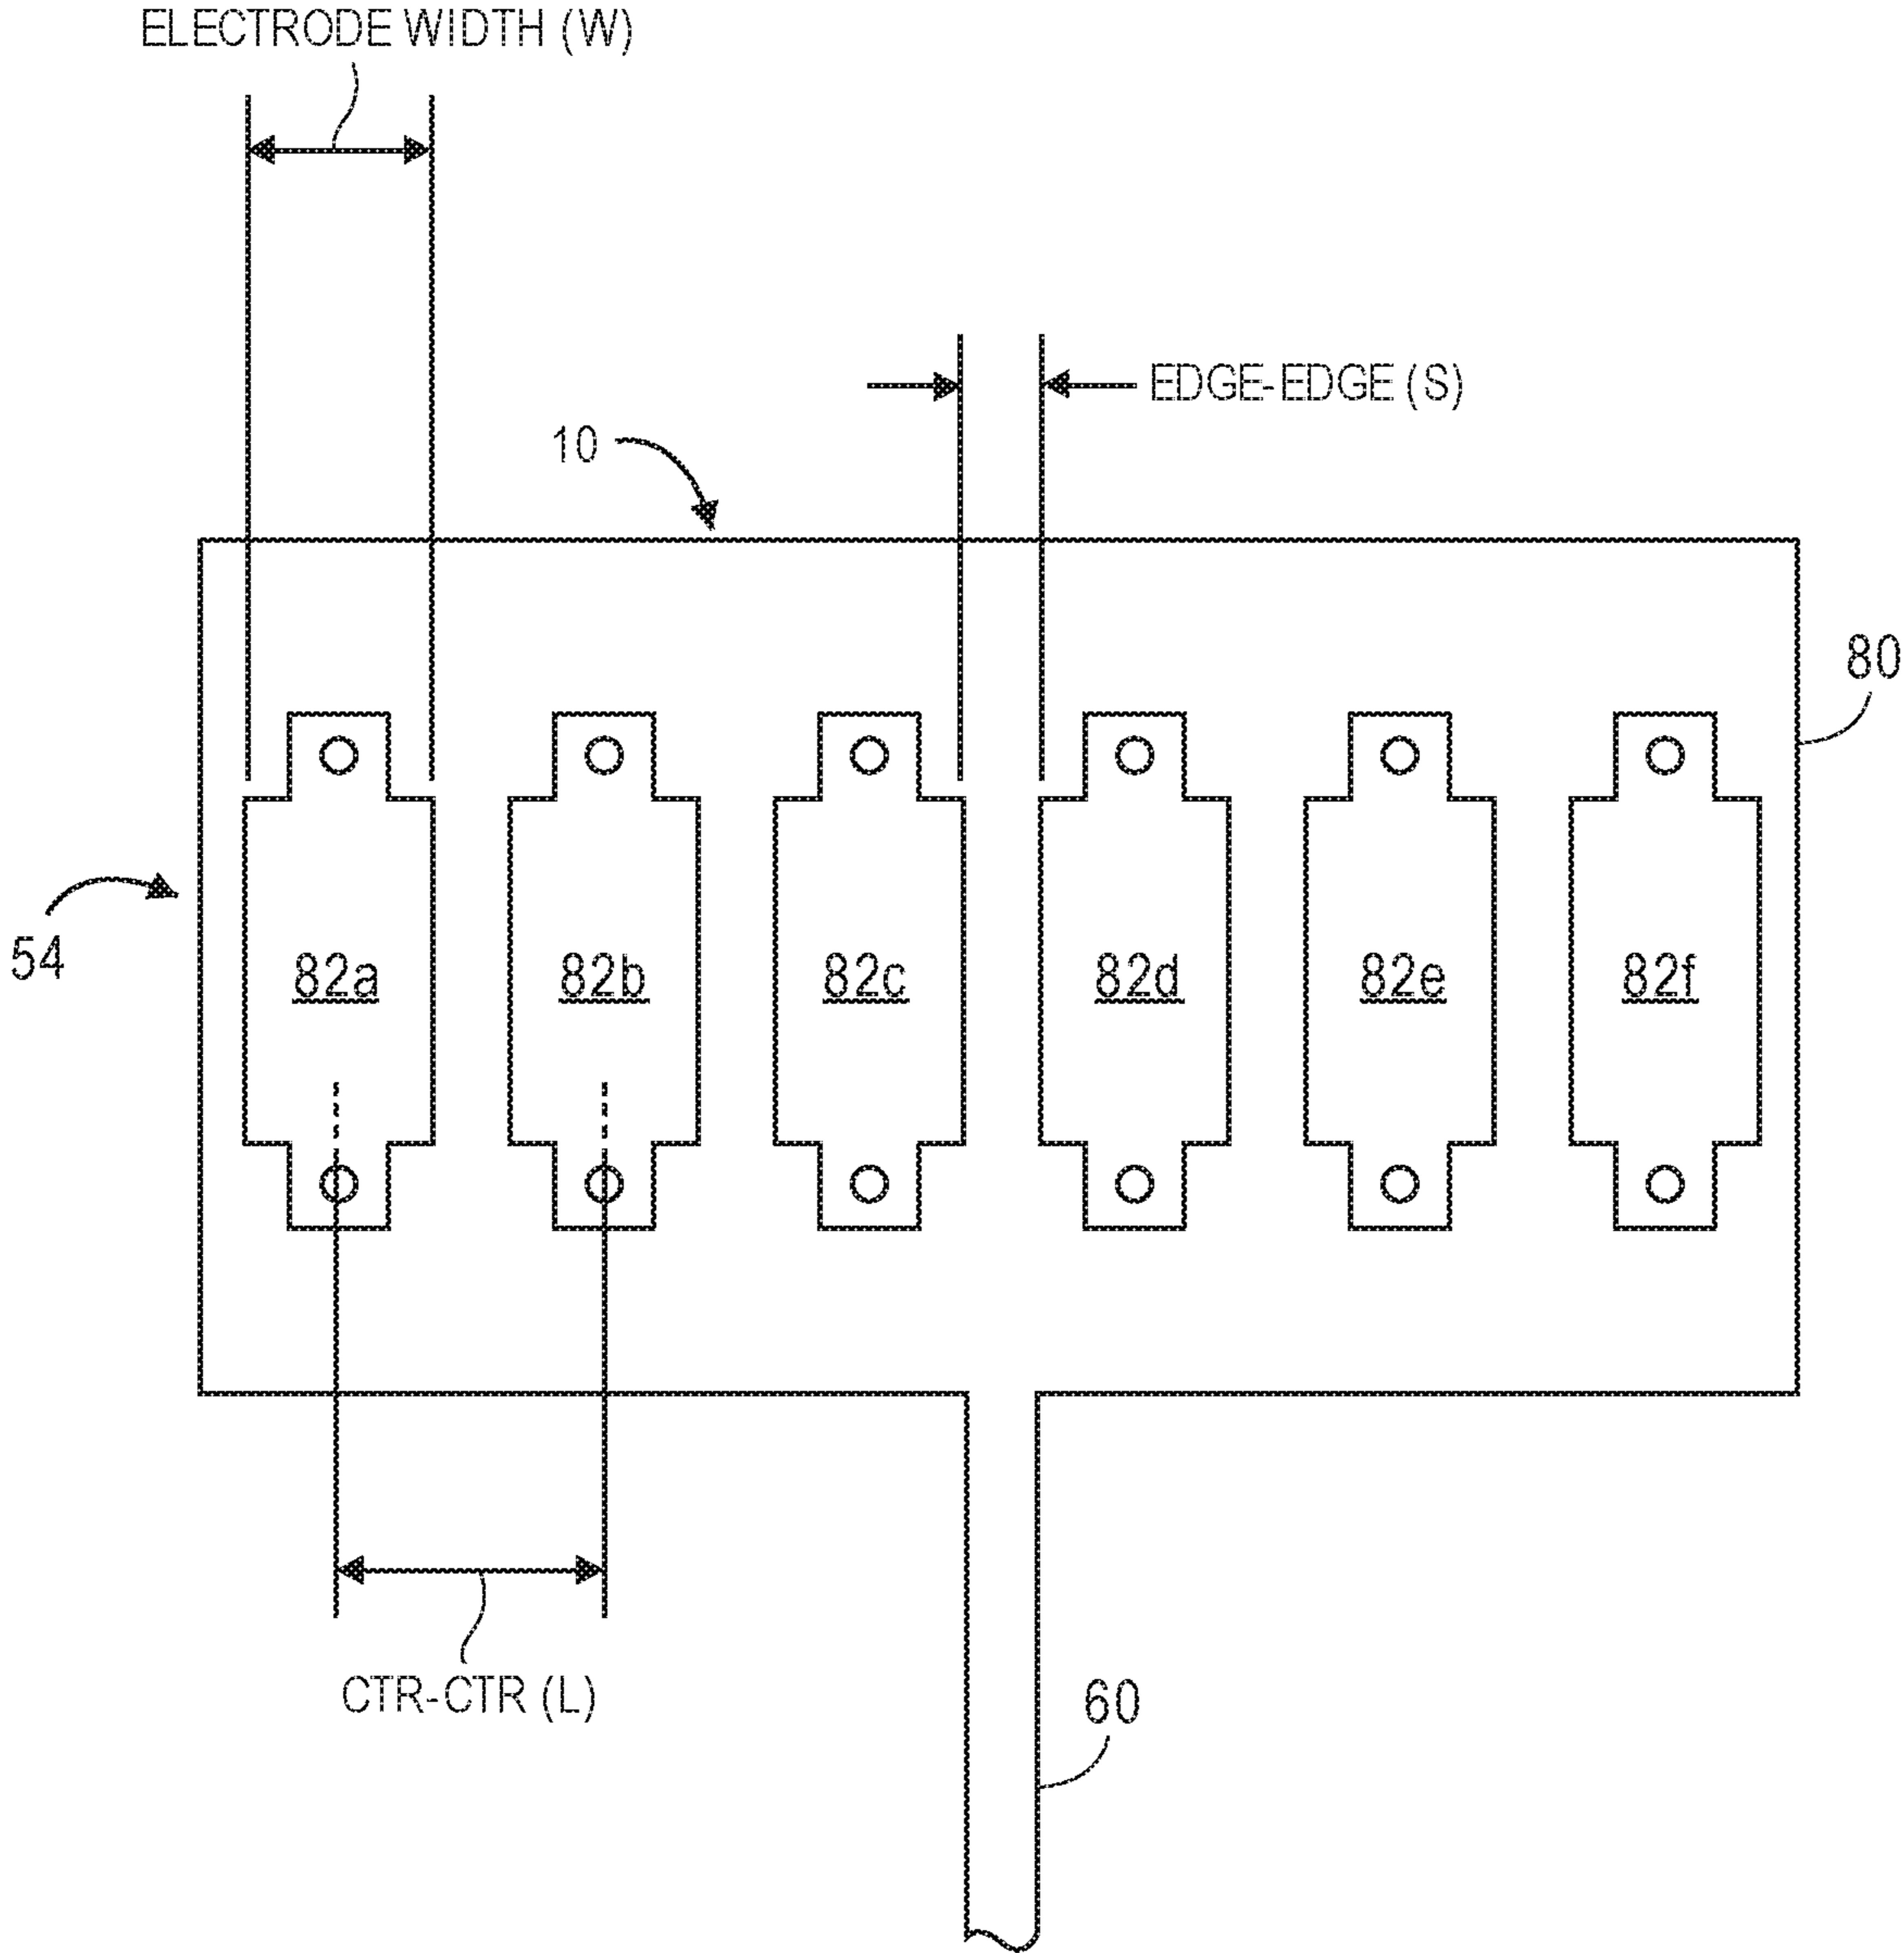 ELECTRODE WIDTH (W)
EDGE-EDGE (S)
10
80
54
82a
82b
82c
82d
82e
82f
CTR-CTR (L)
60